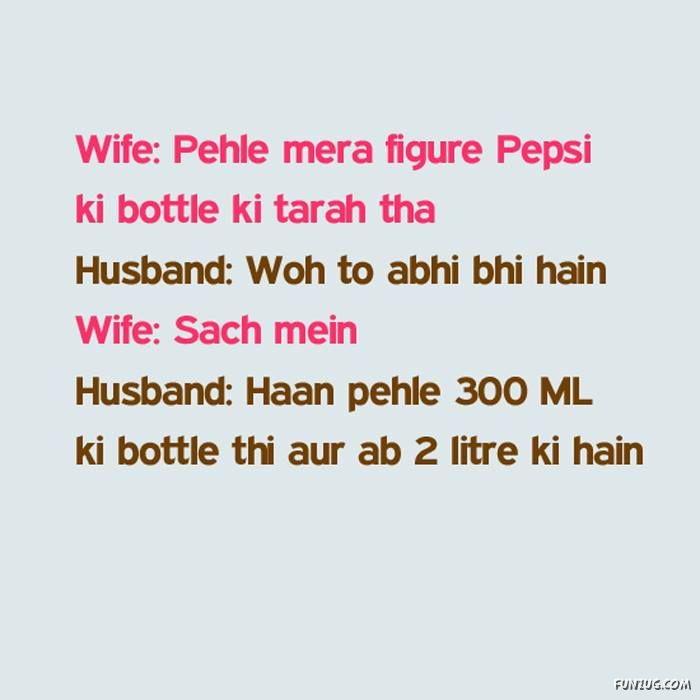 Wife: Pehle mera figure Pepsi
ki bottle ki tarah tha
Husband: Woh to abhi bhi hain
Wife: Sach mein
Husband: Haan pehle 300 ML
ki bottle thi aur ab 2 litre ki hain
FUNZUG.COM